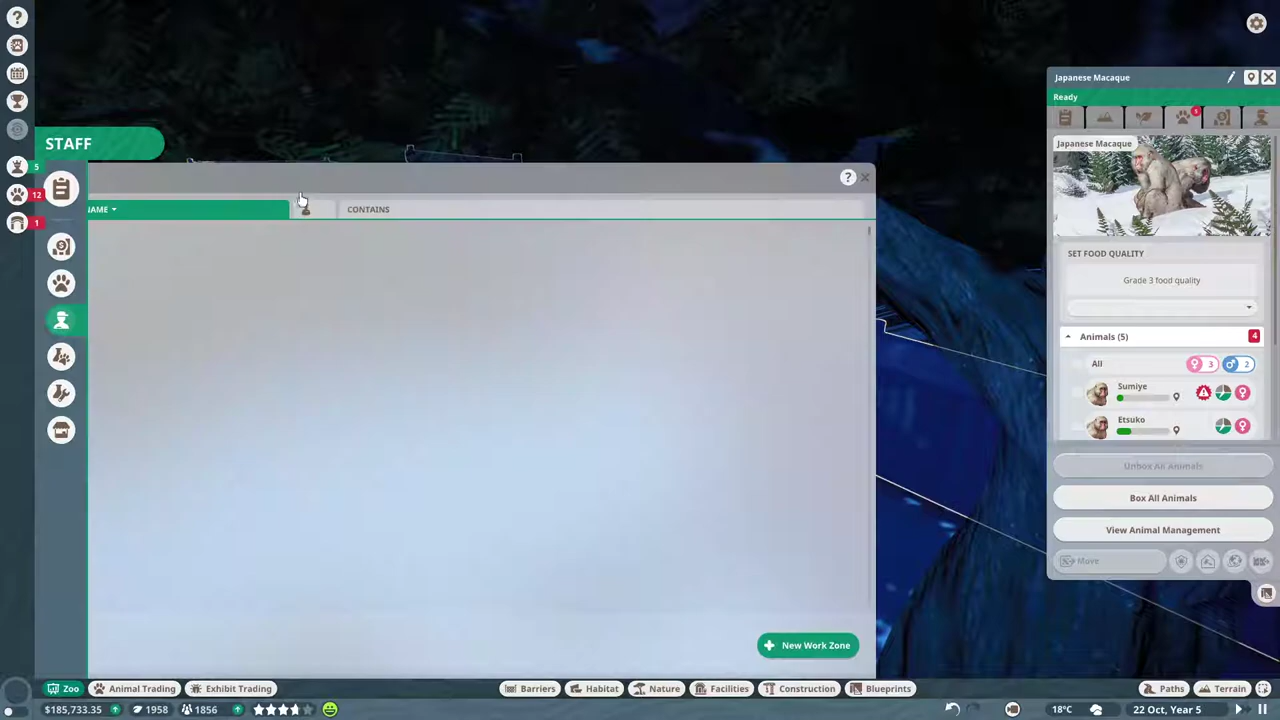 Japanese Macaque
Ready
5
STAFF
5
12
1
NAME
CONTAINS
New Work Zone
Japanese Macaque
SET FOOD QUALITY
Grade 3 food quality
Animals (5)
4
All
3
2
Sumiye
Etsuko
Unbox All Animals
Box All Animals
View Animal Management
Move
Zoo
Animal Trading
Exhibit Trading
Barriers
Habitat
Nature
Facilities
Construction
Blueprints
Paths
Terrain
$185,733.35
1958
1856
18°C
22 Oct, Year 5